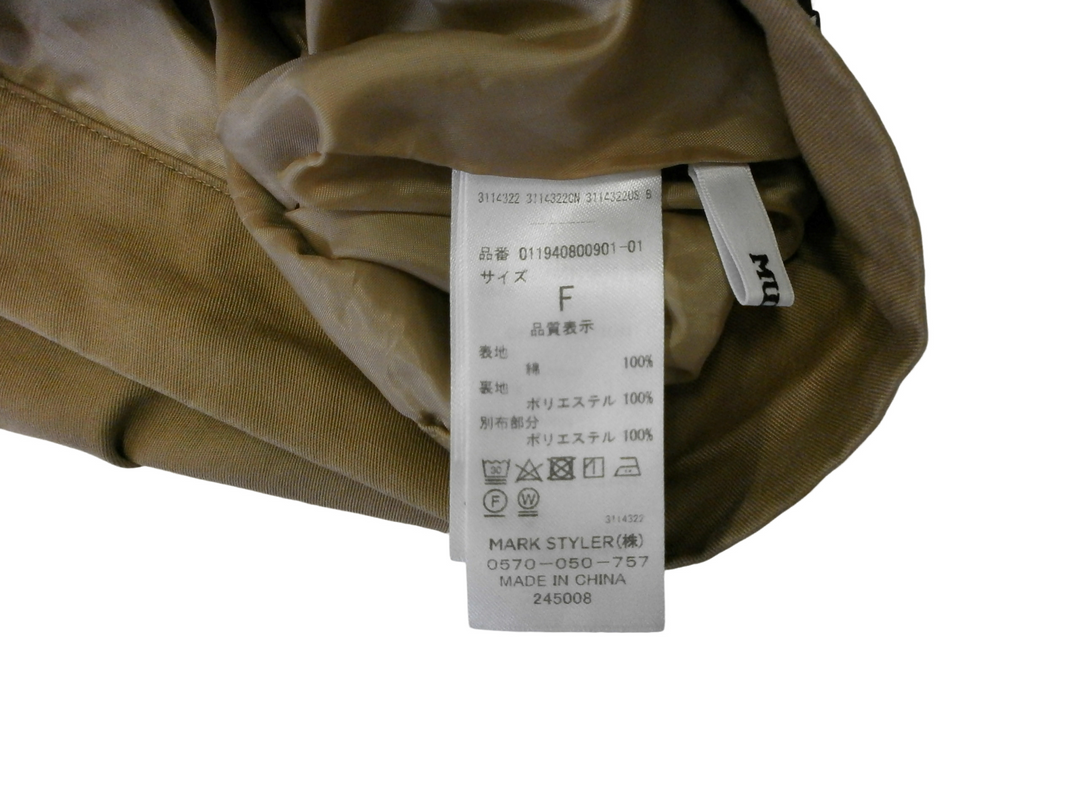 3114322 3114322CN 3114322US B
品番 011940800901-01
サイズ
F
品質表示
表地
綿 100%
裏地
ポリエステル 100%
別布部分
ポリエステル 100%
30
F W
3114322
MARK STYLER(株)
0570-050-757
MADE IN CHINA
245008